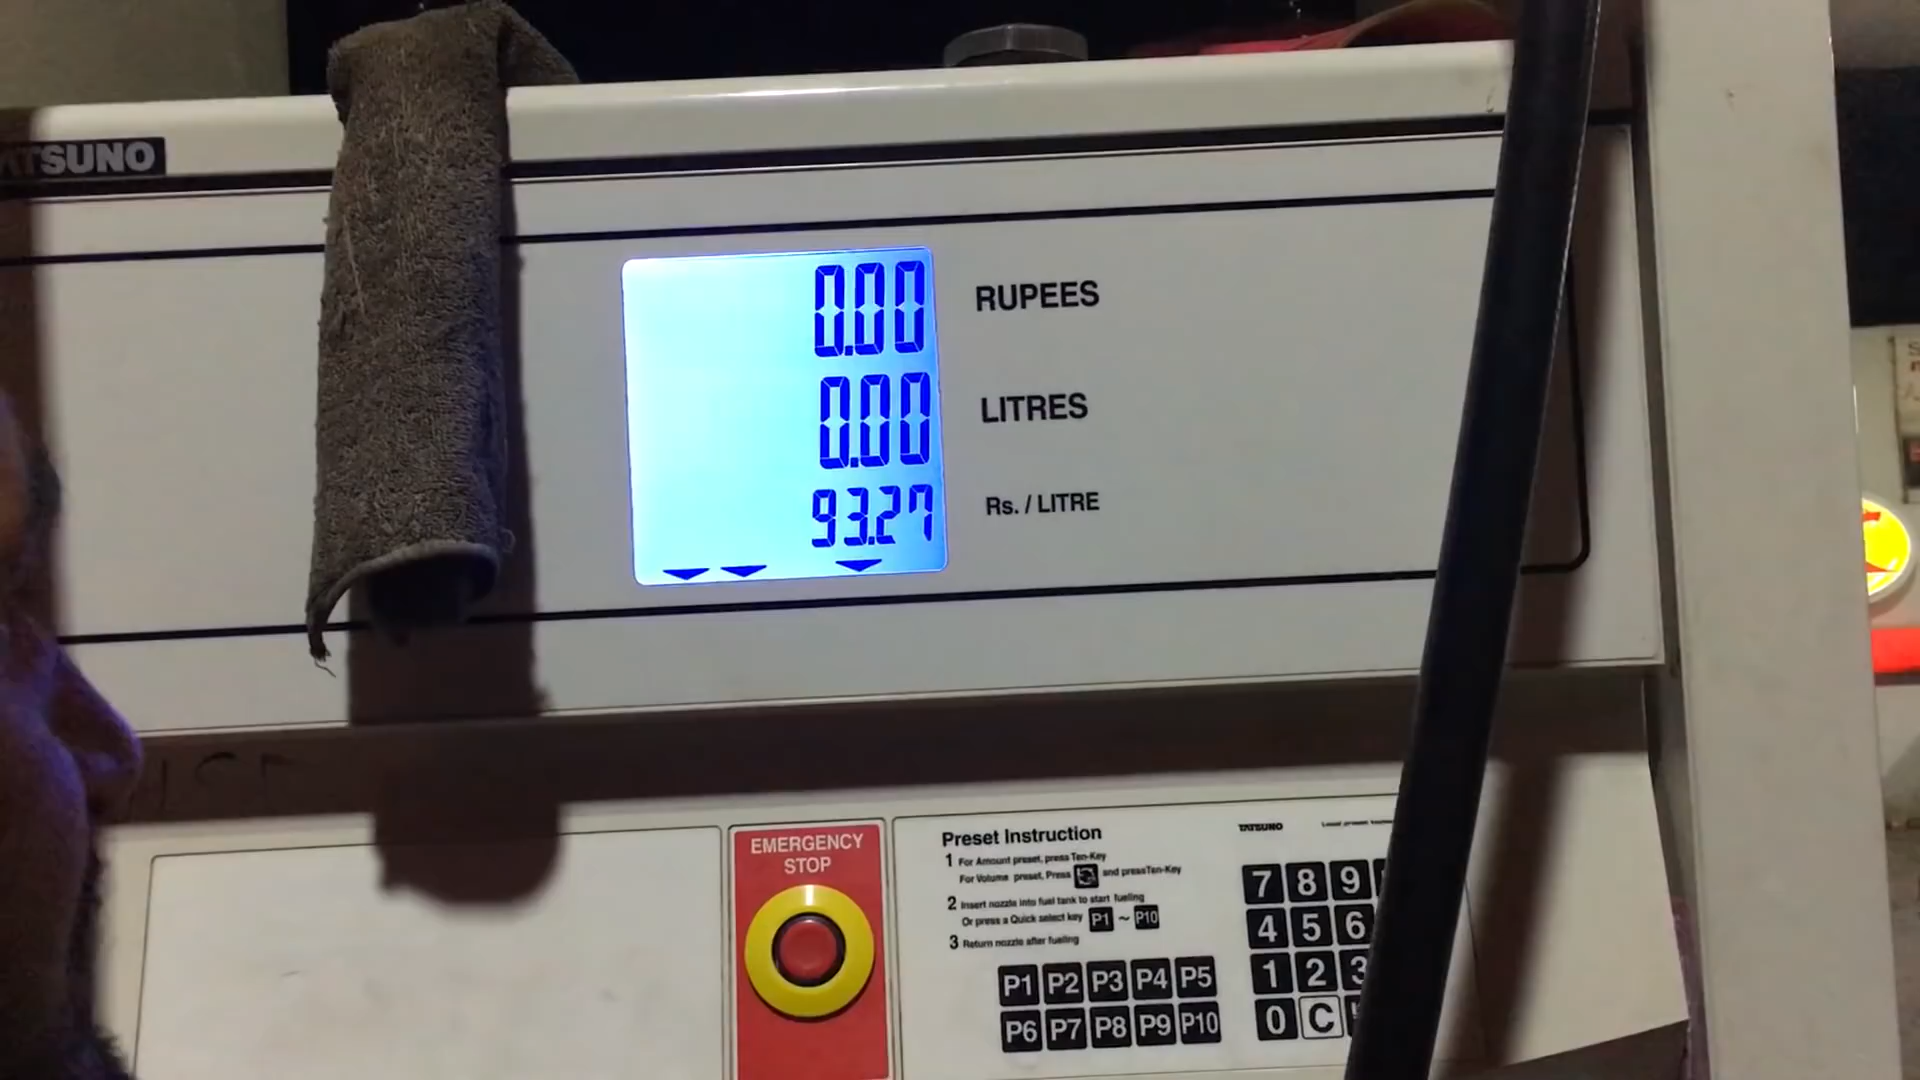 TATSUNO
0.00 RUPEES
0.00 LITRES
93.27 Rs. / LITRE
EMERGENCY
STOP
Preset Instruction
1 For Amount preset, press Ten-Key
For Volume preset, Press and press Ten-Key
2 Insert nozzle into fuel tank to start fueling
Or press a Quick select key P1 ~ P10
3 Return nozzle after fueling
P1 P2 P3 P4 P5
P6 P7 P8 P9 P10
TATSUNO
7 8 9
4 5 6
1 2 3
0 C